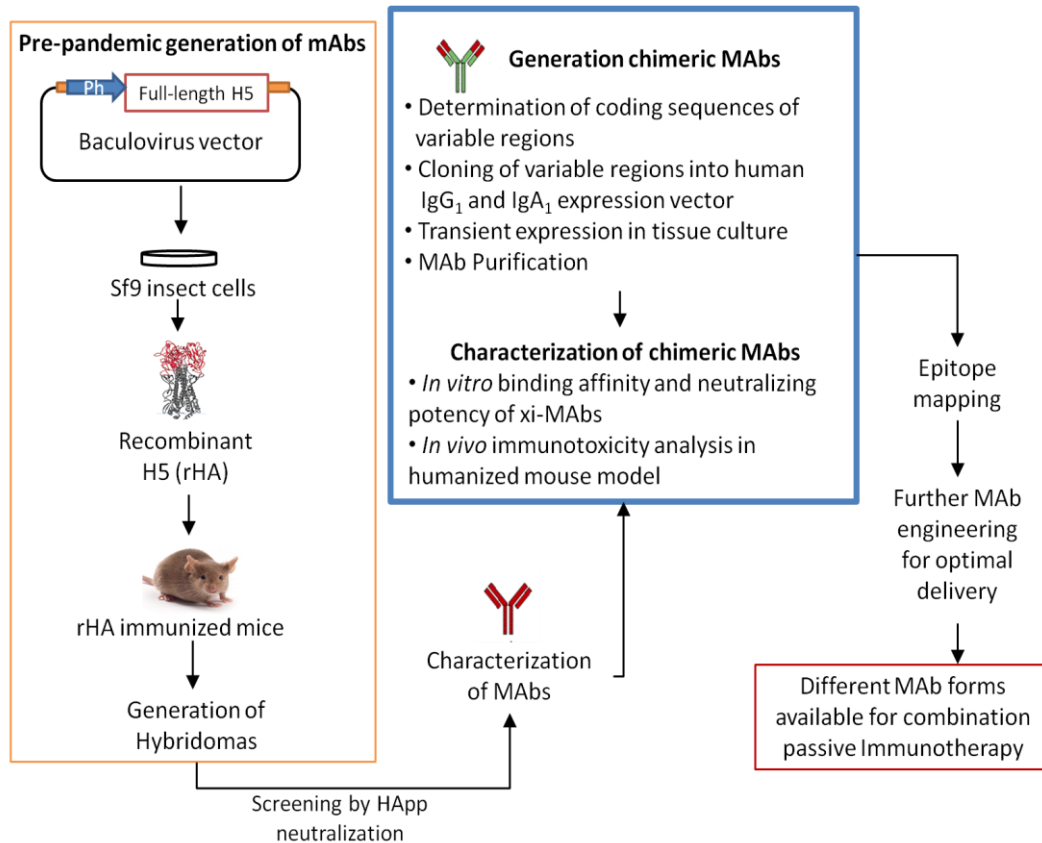 Pre-pandemic generation of mAbs
Ph
Full-length H5
Baculovirus vector
Sf9 insect cells
Recombinant
H5 (rHA)
rHA immunized mice
Generation of
Hybridomas
Screening by HApp
neutralization
Characterization
of MAbs
Generation chimeric MAbs
• Determination of coding sequences of
variable regions
• Cloning of variable regions into human
IgG₁ and IgA₁ expression vector
• Transient expression in tissue culture
• MAb Purification
Characterization of chimeric MAbs
• In vitro binding affinity and neutralizing
potency of xi-MAbs
• In vivo immunotoxicity analysis in
humanized mouse model
Epitope
mapping
Further MAb
engineering
for optimal
delivery
Different MAb forms
available for combination
passive Immunotherapy